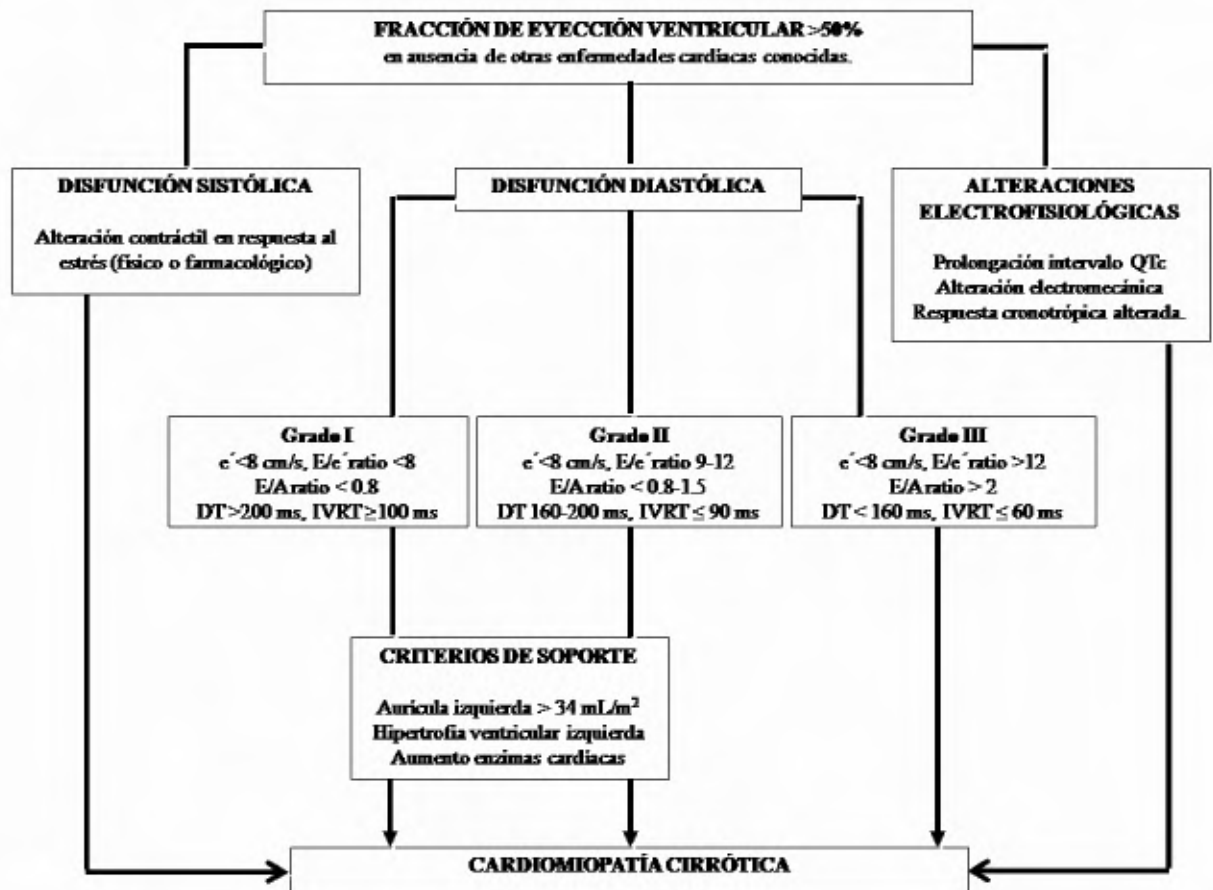 FRACCIÓN DE EYECCIÓN VENTRICULAR >50%
en ausencia de otras enfermedades cardíacas conocidas.
DISFUNCIÓN SISTÓLICA
Alteración contráctil en respuesta al
estrés (físico o farmacológico)
DISFUNCIÓN DIASTÓLICA
ALTERACIONES
ELECTROFISIOLÓGICAS
Prolongación intervalo QTc
Alteración electromecánica
Respuesta cronotrópica alterada.
Grado I
e´<8 cm/s, E/e´ratio <8
E/A ratio < 0.8
DT >200 ms, IVRT ≥100 ms
Grado II
e´<8 cm/s, E/e´ratio 9-12
E/A ratio < 0.8-1.5
DT 160-200 ms, IVRT ≤ 90 ms
Grado III
e´<8 cm/s, E/e´ratio >12
E/A ratio > 2
DT < 160 ms, IVRT ≤ 60 ms
CRITERIOS DE SOPORTE
Aurícula izquierda > 34 mL/m²
Hipertrofia ventricular izquierda
Aumento enzimas cardíacas
CARDIOMIOPATÍA CIRRÓTICA